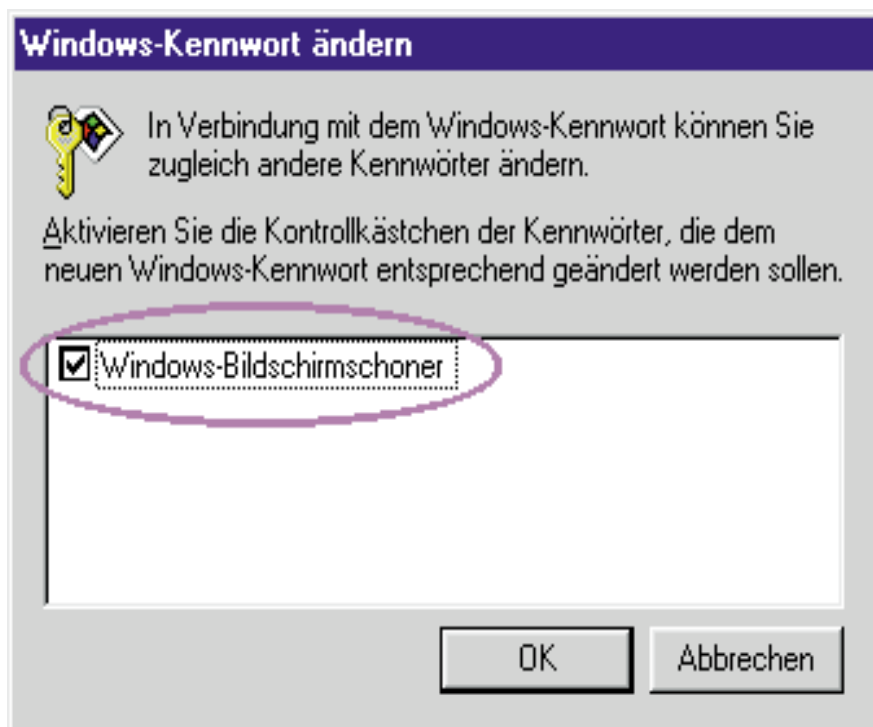 Windows-Kennwort ändern
In Verbindung mit dem Windows-Kennwort können Sie
zugleich andere Kennwörter ändern.
Aktivieren Sie die Kontrollkästchen der Kennwörter, die dem
neuen Windows-Kennwort entsprechend geändert werden sollen.
Windows-Bildschirmschoner
OK
Abbrechen